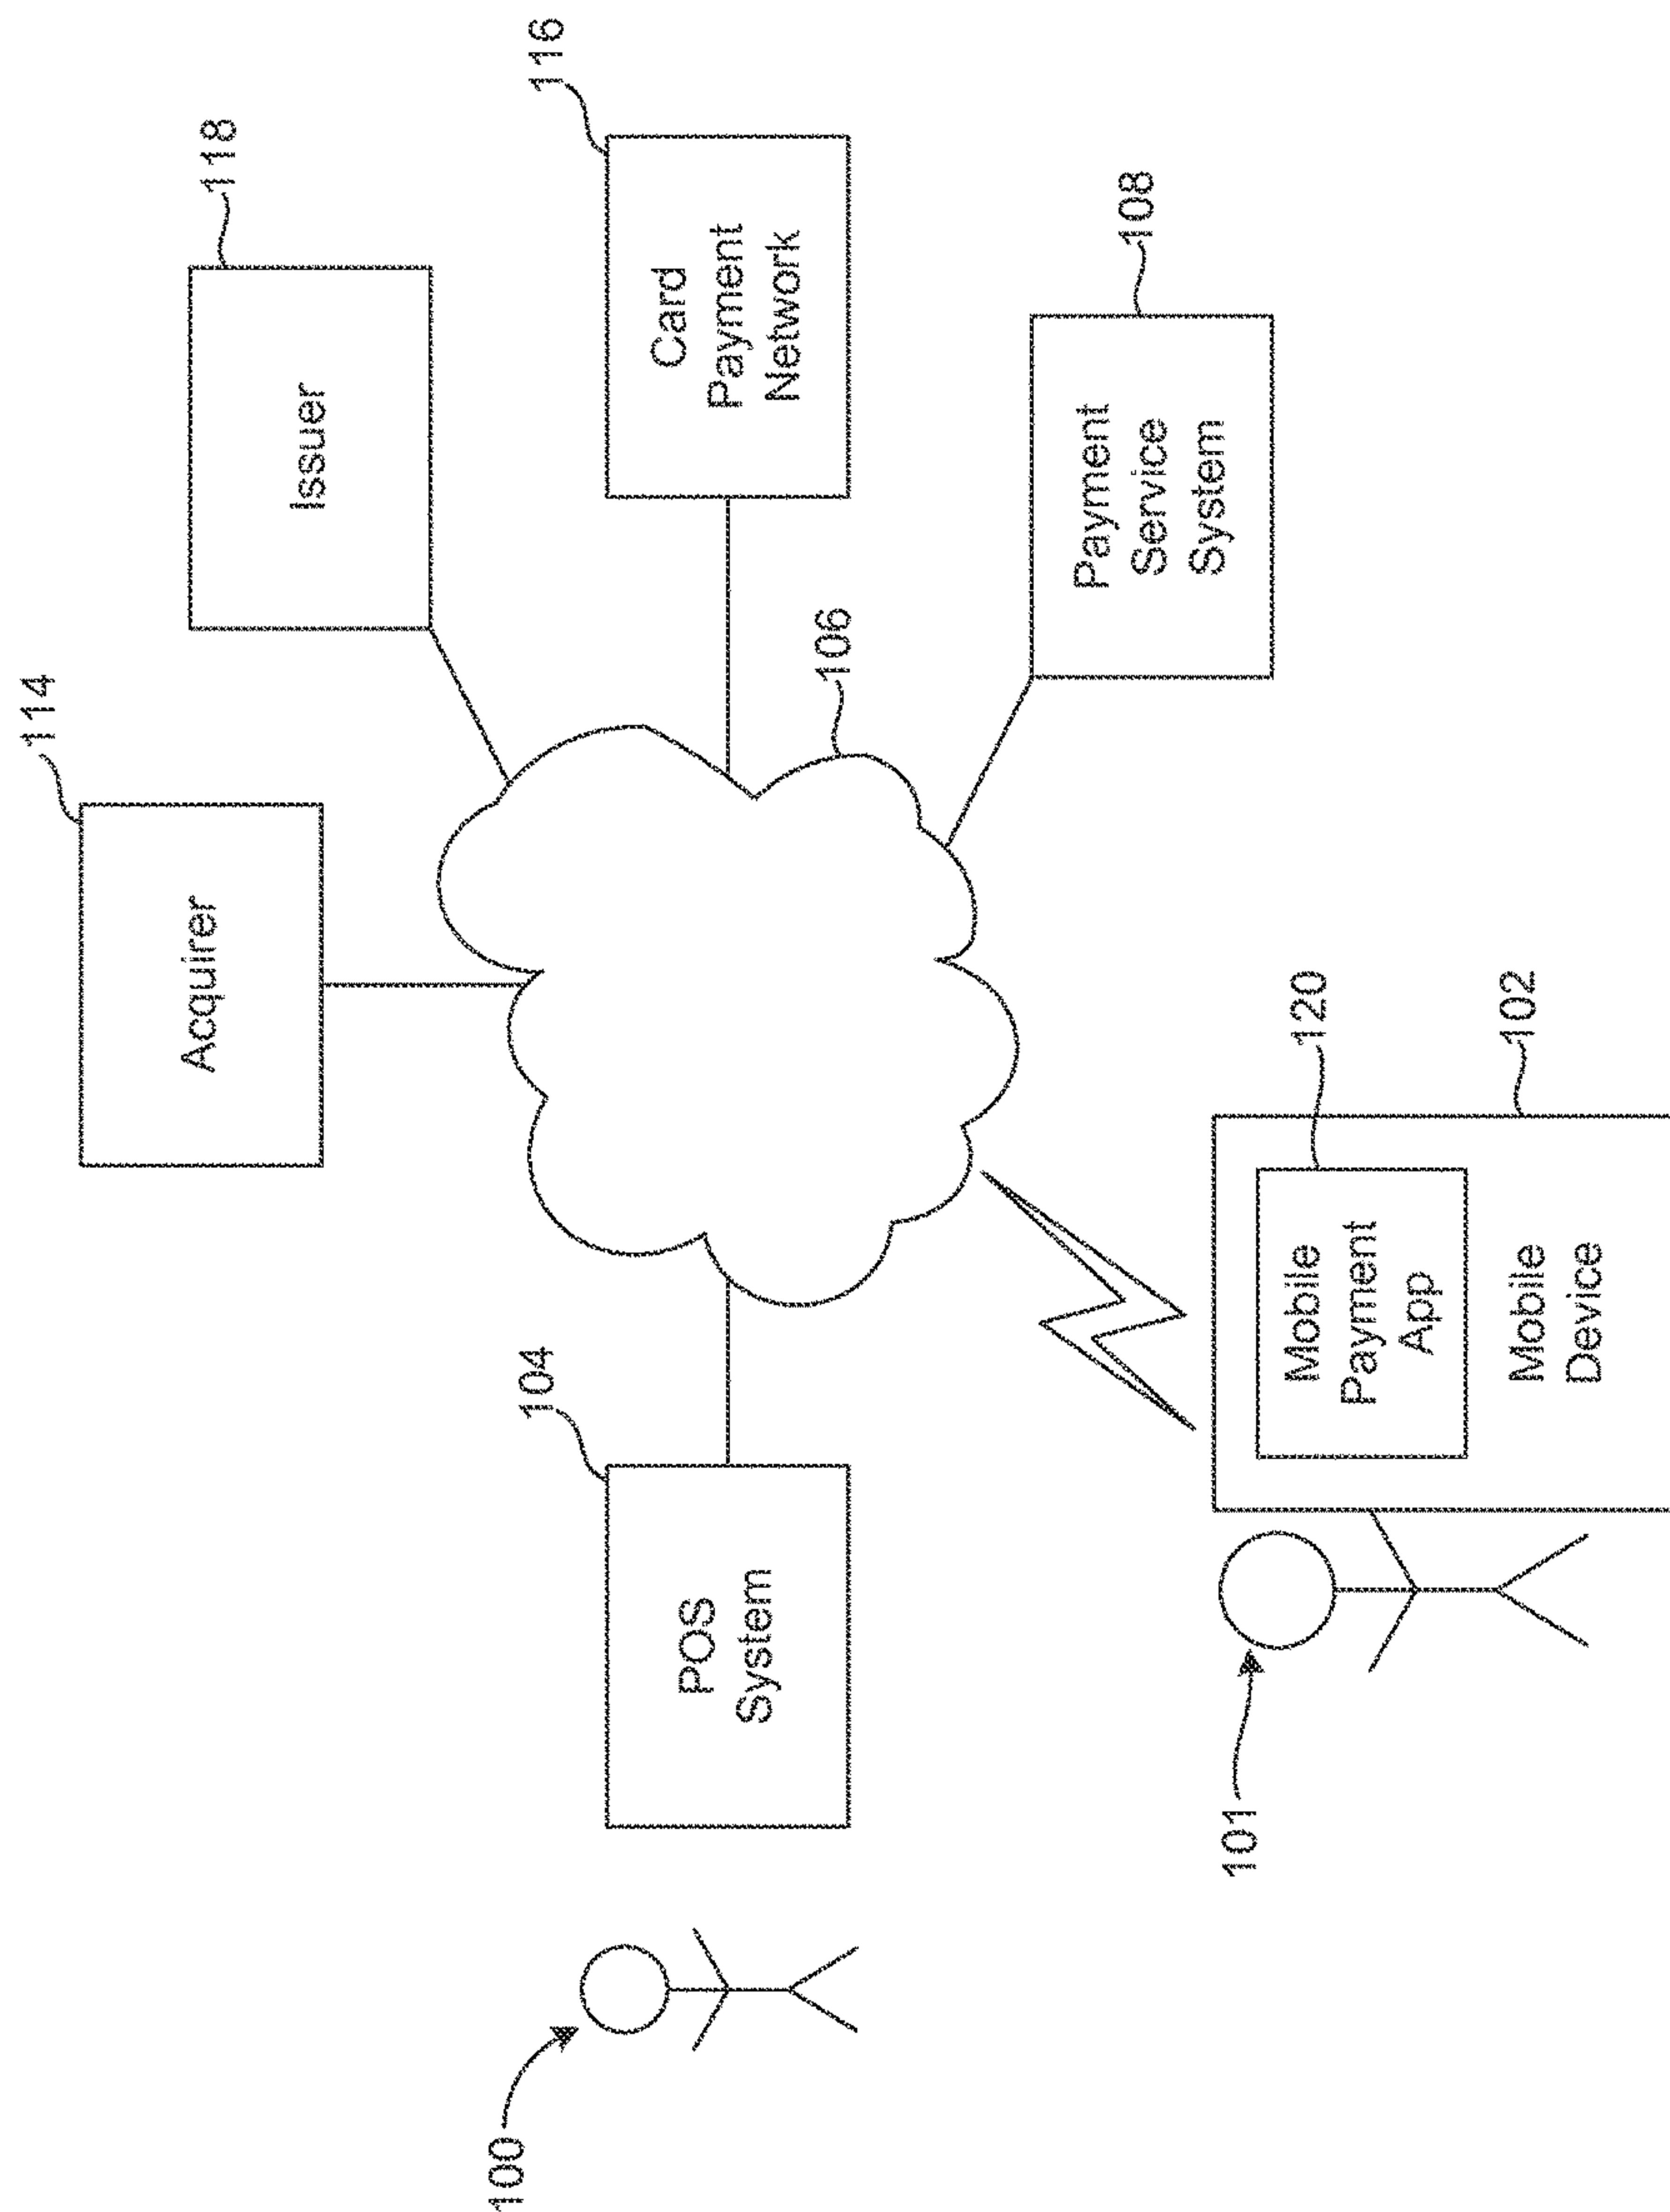 114
Acquirer
118
Issuer
100
104
POS
System
116
Card
Payment
Network
106
108
Payment
Service
System
101
120
Mobile
Payment
App
102
Mobile
Device